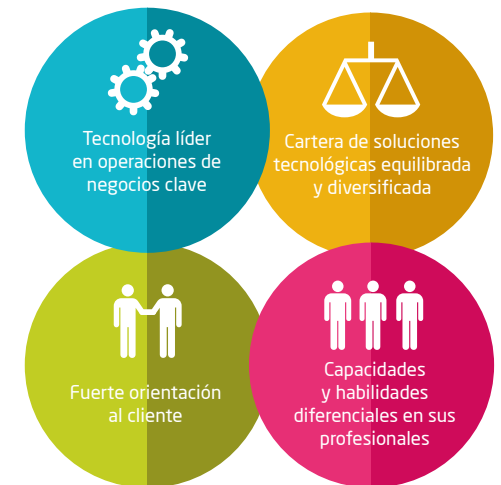 Tecnología líder
en operaciones de
negocios clave
Cartera de soluciones
tecnológicas equilibrada
y diversificada
Fuerte orientación
al cliente
Capacidades
y habilidades
diferenciales en sus
profesionales